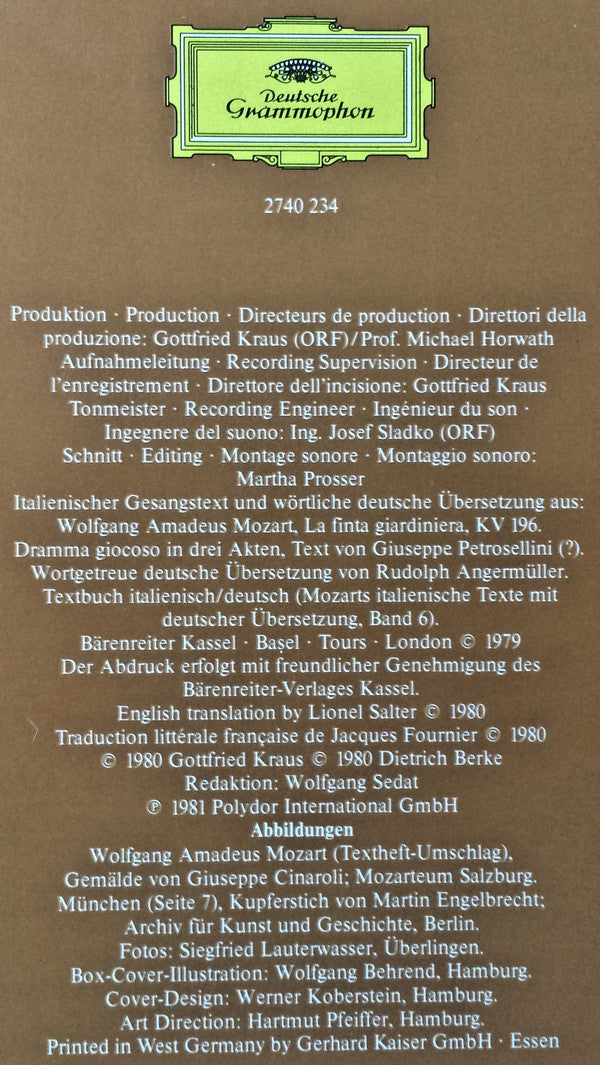 Deutsche
Grammophon
2740 234
Produktion · Production · Directeurs de production · Direttori della
produzione: Gottfried Kraus (ORF)/Prof. Michael Horwath
Aufnahmeleitung · Recording Supervision · Directeur de
l'enregistrement · Direttore dell'incisione: Gottfried Kraus
Tonmeister · Recording Engineer · Ingénieur du son ·
Ingegnere del suono: Ing. Josef Sladko (ORF)
Schnitt · Editing · Montage sonore · Montaggio sonoro:
Martha Prosser
Italienischer Gesangstext und wörtliche deutsche Übersetzung aus:
Wolfgang Amadeus Mozart, La finta giardiniera, KV 196.
Dramma giocoso in drei Akten, Text von Giuseppe Petrosellini (?).
Wortgetreue deutsche Übersetzung von Rudolph Angermüller.
Textbuch italienisch/deutsch (Mozarts italienische Texte mit
deutscher Übersetzung, Band 6).
Bärenreiter Kassel · Basel · Tours · London © 1979
Der Abdruck erfolgt mit freundlicher Genehmigung des
Bärenreiter-Verlages Kassel.
English translation by Lionel Salter © 1980
Traduction littérale française de Jacques Fournier © 1980
© 1980 Gottfried Kraus © 1980 Dietrich Berke
Redaktion: Wolfgang Sedat
℗ 1981 Polydor International GmbH
Abbildungen
Wolfgang Amadeus Mozart (Textheft-Umschlag),
Gemälde von Giuseppe Cinaroli; Mozarteum Salzburg.
München (Seite 7), Kupferstich von Martin Engelbrecht;
Archiv für Kunst und Geschichte, Berlin.
Fotos: Siegfried Lauterwasser, Überlingen.
Box-Cover-Illustration: Wolfgang Behrend, Hamburg.
Cover-Design: Werner Koberstein, Hamburg.
Art Direction: Hartmut Pfeiffer, Hamburg.
Printed in West Germany by Gerhard Kaiser GmbH · Essen